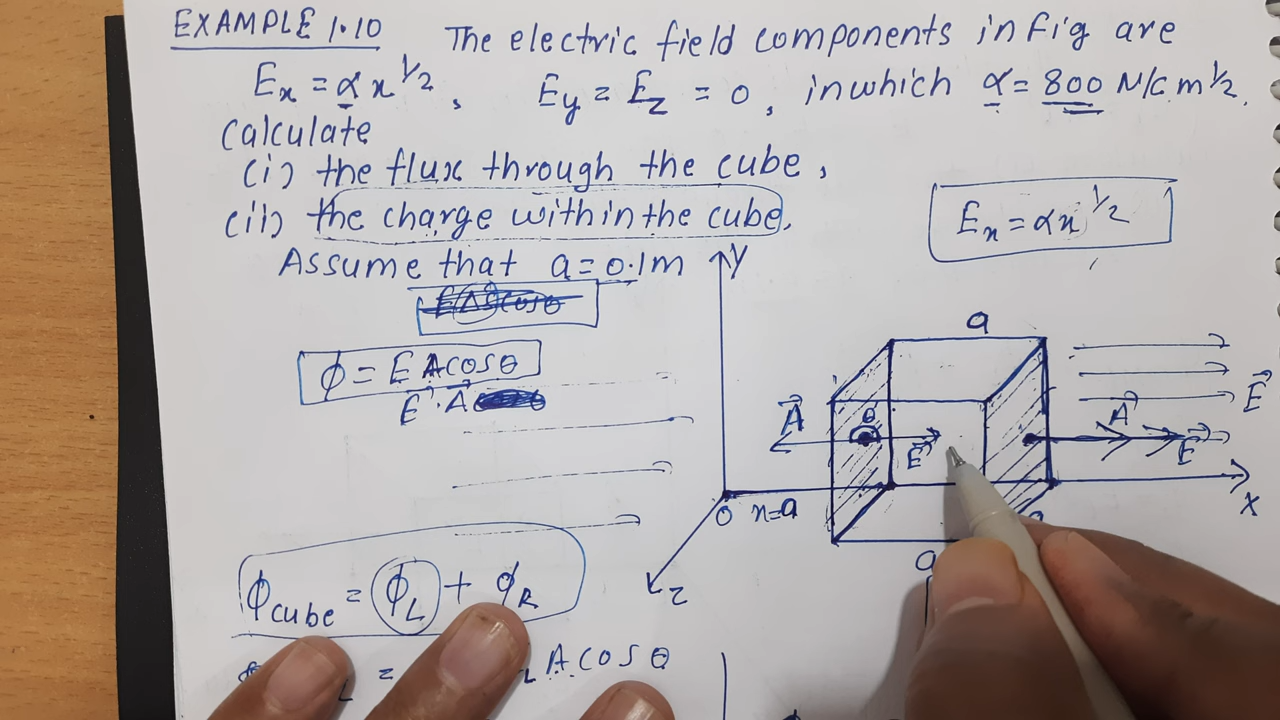 EXAMPLE 1.10 The electric field components in fig are
Ex = αx^1/2, Ey = Ez = 0, in which α = 800 N/C m^1/2.
Calculate
(i) the flux through the cube,
(ii) the charge within the cube.
Assume that a = 0.1m
Ex = αx^1/2
ϕ = E A cos θ
E · A
y
a
A
θ
E
A
E
E
O
x=a
x
z
a
a
ϕcube = ϕL + ϕR
L = L A cos θ